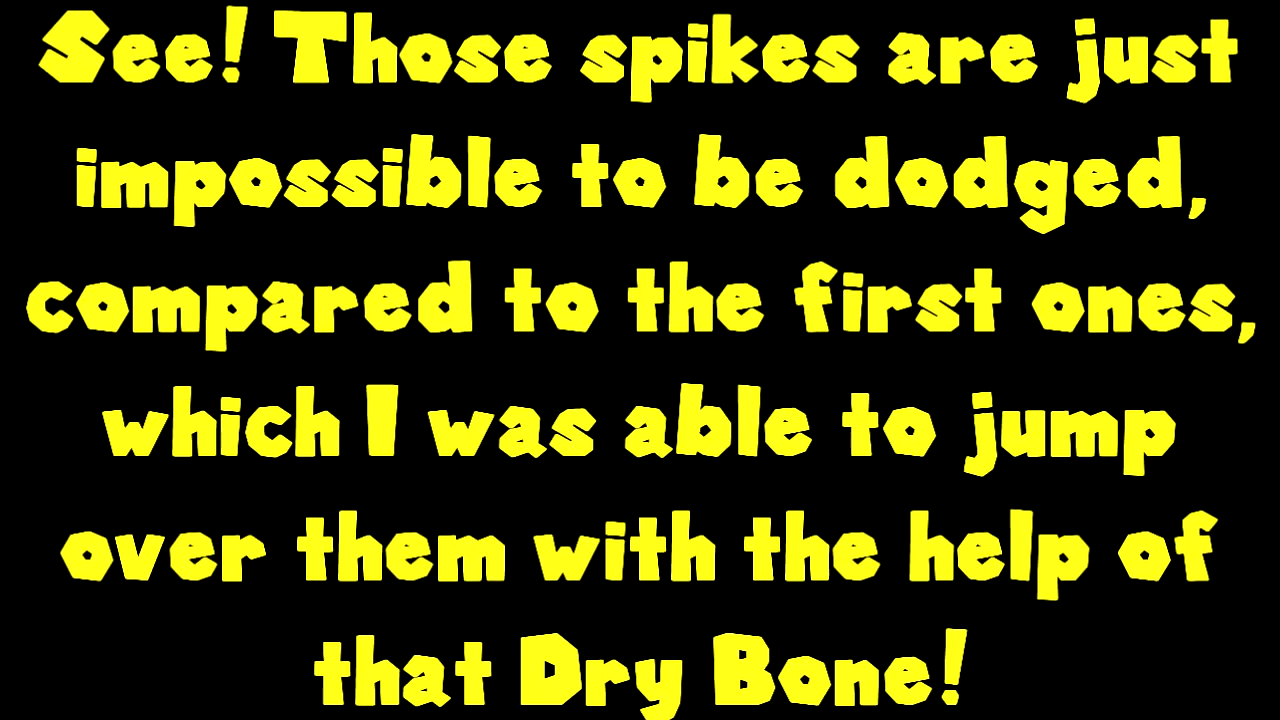 See! Those spikes are just
impossible to be dodged,
compared to the first ones,
which I was able to jump
over them with the help of
that Dry Bone!